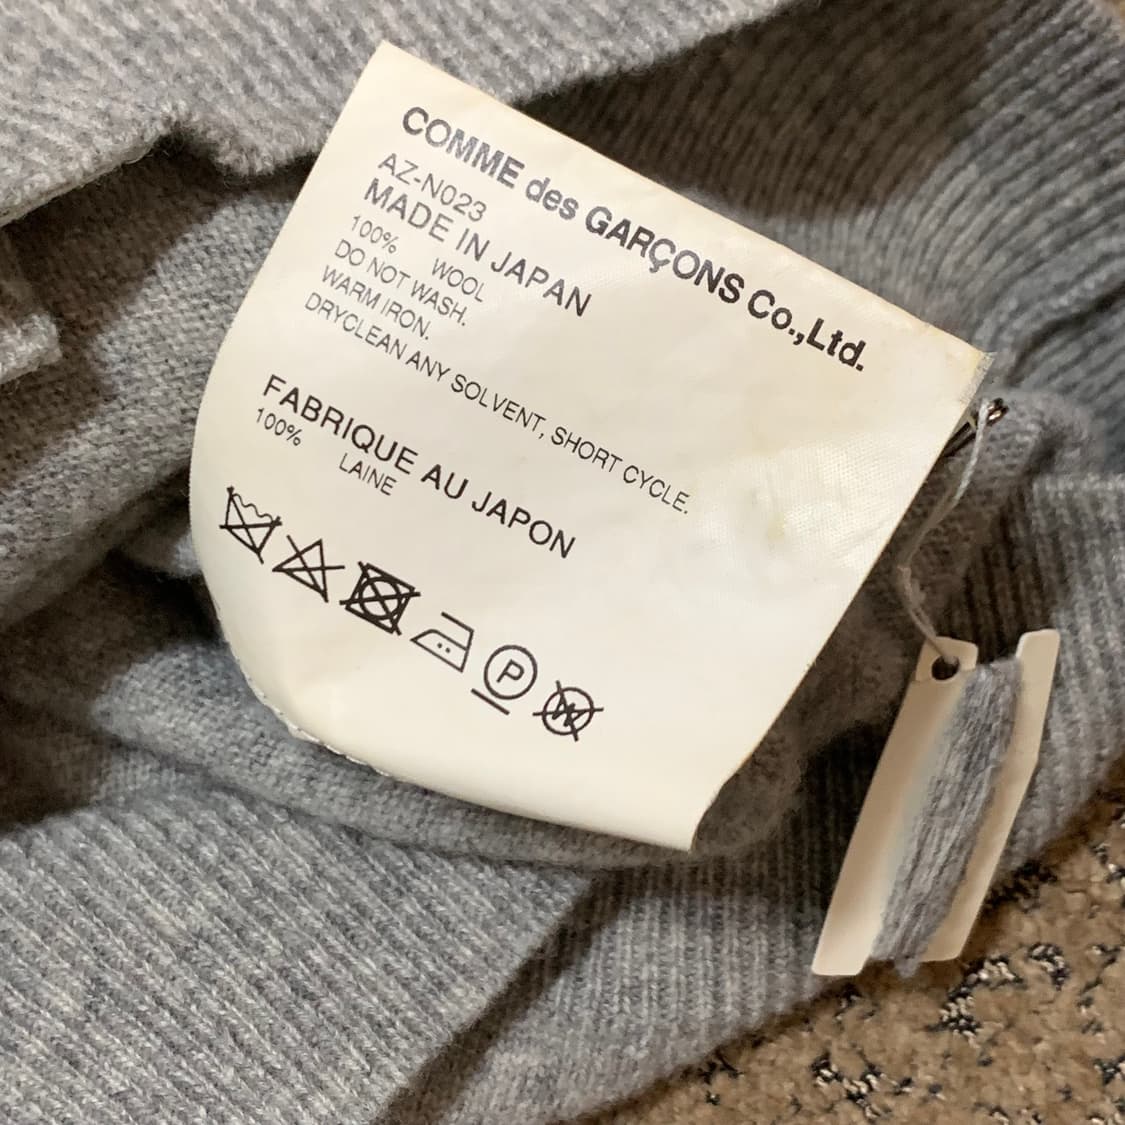 COMME des GARÇONS Co.,Ltd.
AZ-N023
MADE IN JAPAN
100% WOOL
DO NOT WASH.
WARM IRON.
DRYCLEAN ANY SOLVENT, SHORT CYCLE.
FABRIQUE AU JAPON
100% LAINE
P
W